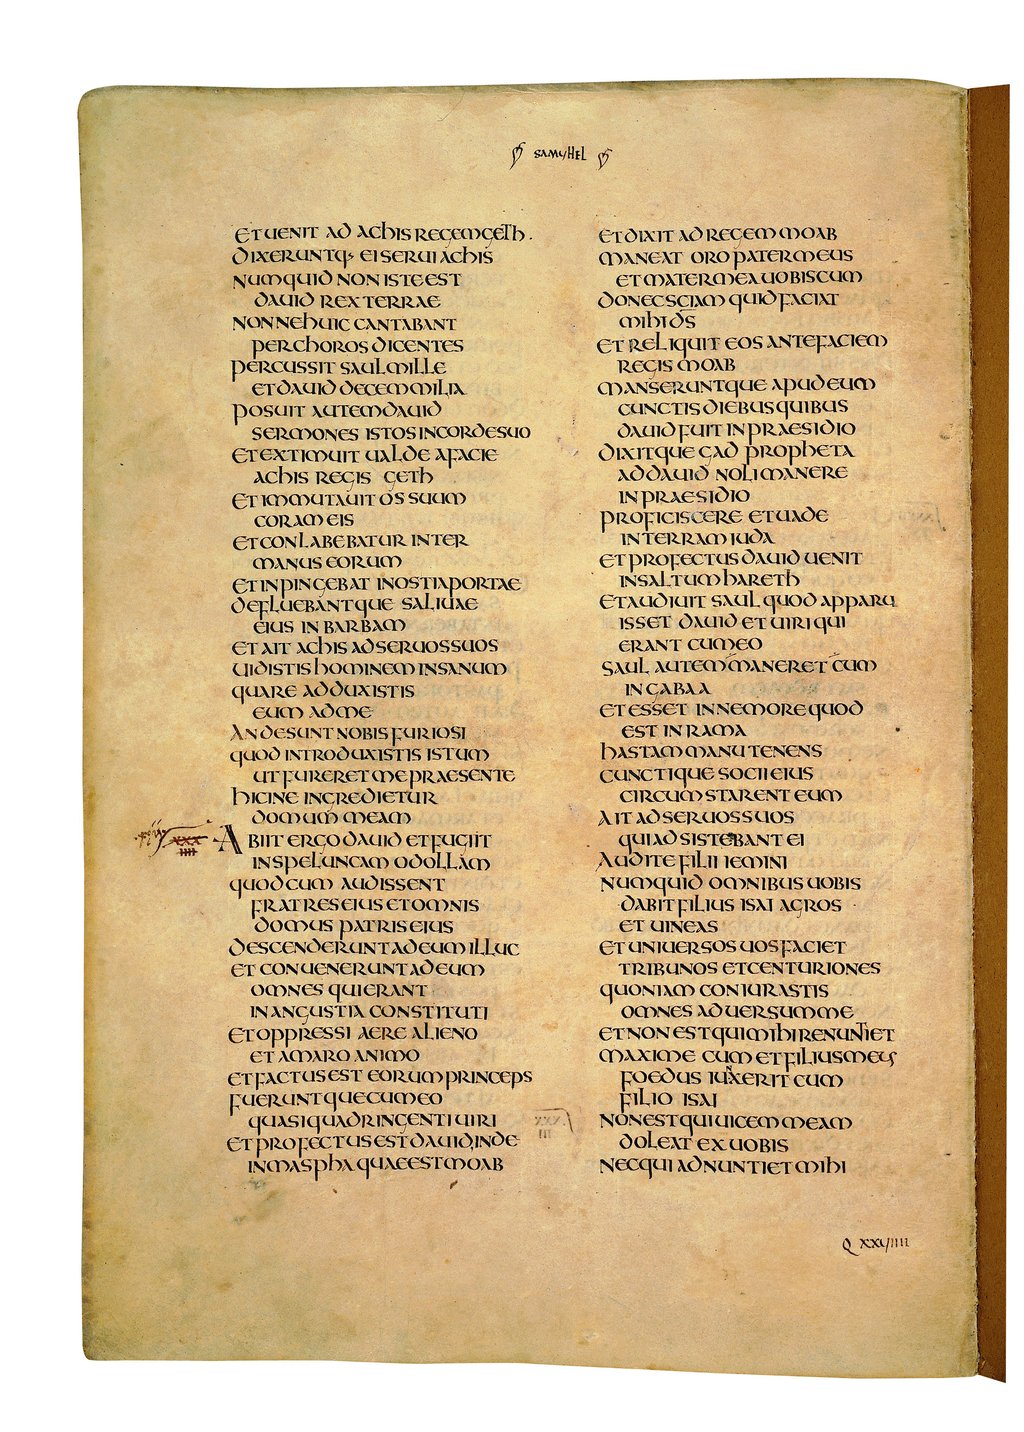 SAMUHEL
ET UENIT AD ACHIS REGEM GETH.
DIXERUNTQ· EI SERUI ACHIS
NUMQUID NON ISTE EST
DAUID REX TERRAE
NONNE HUIC CANTABANT
PER CHOROS DICENTES
PERCUSSIT SAUL MILLE
ET DAUID DECEM MILIA
POSUIT AUTEM DAUID
SERMONES ISTOS IN CORDE SUO
ET EXTIMUIT UALDE A FACIE
ACHIS REGIS GETH
ET IMMUTAUIT OS SUUM
CORAM EIS
ET CONLABEBATUR INTER
MANUS EORUM
ET INPINGEBAT IN OSTIA PORTAE
DEFLUEBANTQUE SALIUAE
EIUS IN BARBAM
ET AIT ACHIS AD SERUOS SUOS
UIDISTIS HOMINEM INSANUM
QUARE ADDUXISTIS
EUM AD ME
AN DESUNT NOBIS FURIOSI
QUOD INTRODUXISTIS ISTUM
UT FURERET ME PRAESENTE
HICINE INGREDIETUR
DOMUM MEAM
XXX
IIII
ABIIT ERGO DAUID ET FUGIIT
IN SPELUNCAM ODOLLAM
QUOD CUM AUDISSENT
FRATRES EIUS ET OMNIS
DOMUS PATRIS EIUS
DESCENDERUNT AD EUM ILLUC
ET CONUENERUNT AD EUM
OMNES QUI ERANT
IN ANGUSTIA CONSTITUTI
ET OPPRESSI AERE ALIENO
ET AMARO ANIMO
ET FACTUS EST EORUM PRINCEPS
FUERUNTQUE CUM EO
QUASI QUADRINGENTI UIRI
ET PROFECTUS EST DAUID INDE
IN MASPHA QUAE EST MOAB
ET DIXIT AD REGEM MOAB
MANEAT ORO PATER MEUS
ET MATER MEA UOBISCUM
DONEC SCIAM QUID FACIAT
MIHI D̅S̅
ET RELIQUIT EOS ANTE FACIEM
REGIS MOAB
MANSERUNTQUE APUD EUM
CUNCTIS DIEBUS QUIBUS
DAUID FUIT IN PRAESIDIO
DIXITQUE GAD PROPHETA
AD DAUID NOLI MANERE
IN PRAESIDIO
PROFICISCERE ET UADE
IN TERRAM IUDA
ET PROFECTUS DAUID UENIT
IN SALTUM HARETH
ET AUDIUIT SAUL QUOD APPARU
ISSET DAUID ET UIRI QUI
ERANT CUM EO
SAUL AUTEM MANERET CUM
IN GABAA
ET ESSET IN NEMORE QUOD
EST IN RAMA
HASTAM MANU TENENS
CUNCTIQUE SOCII EIUS
CIRCUMSTARENT EUM
AIT AD SERUOS SUOS
QUI ADSISTEBANT EI
AUDITE FILII IEMINI
NUMQUID OMNIBUS UOBIS
DABIT FILIUS ISAI AGROS
ET UINEAS
ET UNIUERSOS UOS FACIET
TRIBUNOS ET CENTURIONES
QUONIAM CONIURASTIS
OMNES ADUERSUM ME
ET NON EST QUI MIHI RENUNTIET
MAXIME CUM ET FILIUS MEUS
FOEDUS IUNXERIT CUM
FILIO ISAI
NON EST QUI UICEM MEAM
DOLEAT EX UOBIS
NEC QUI ADNUNTIET MIHI
Q XXUIIII